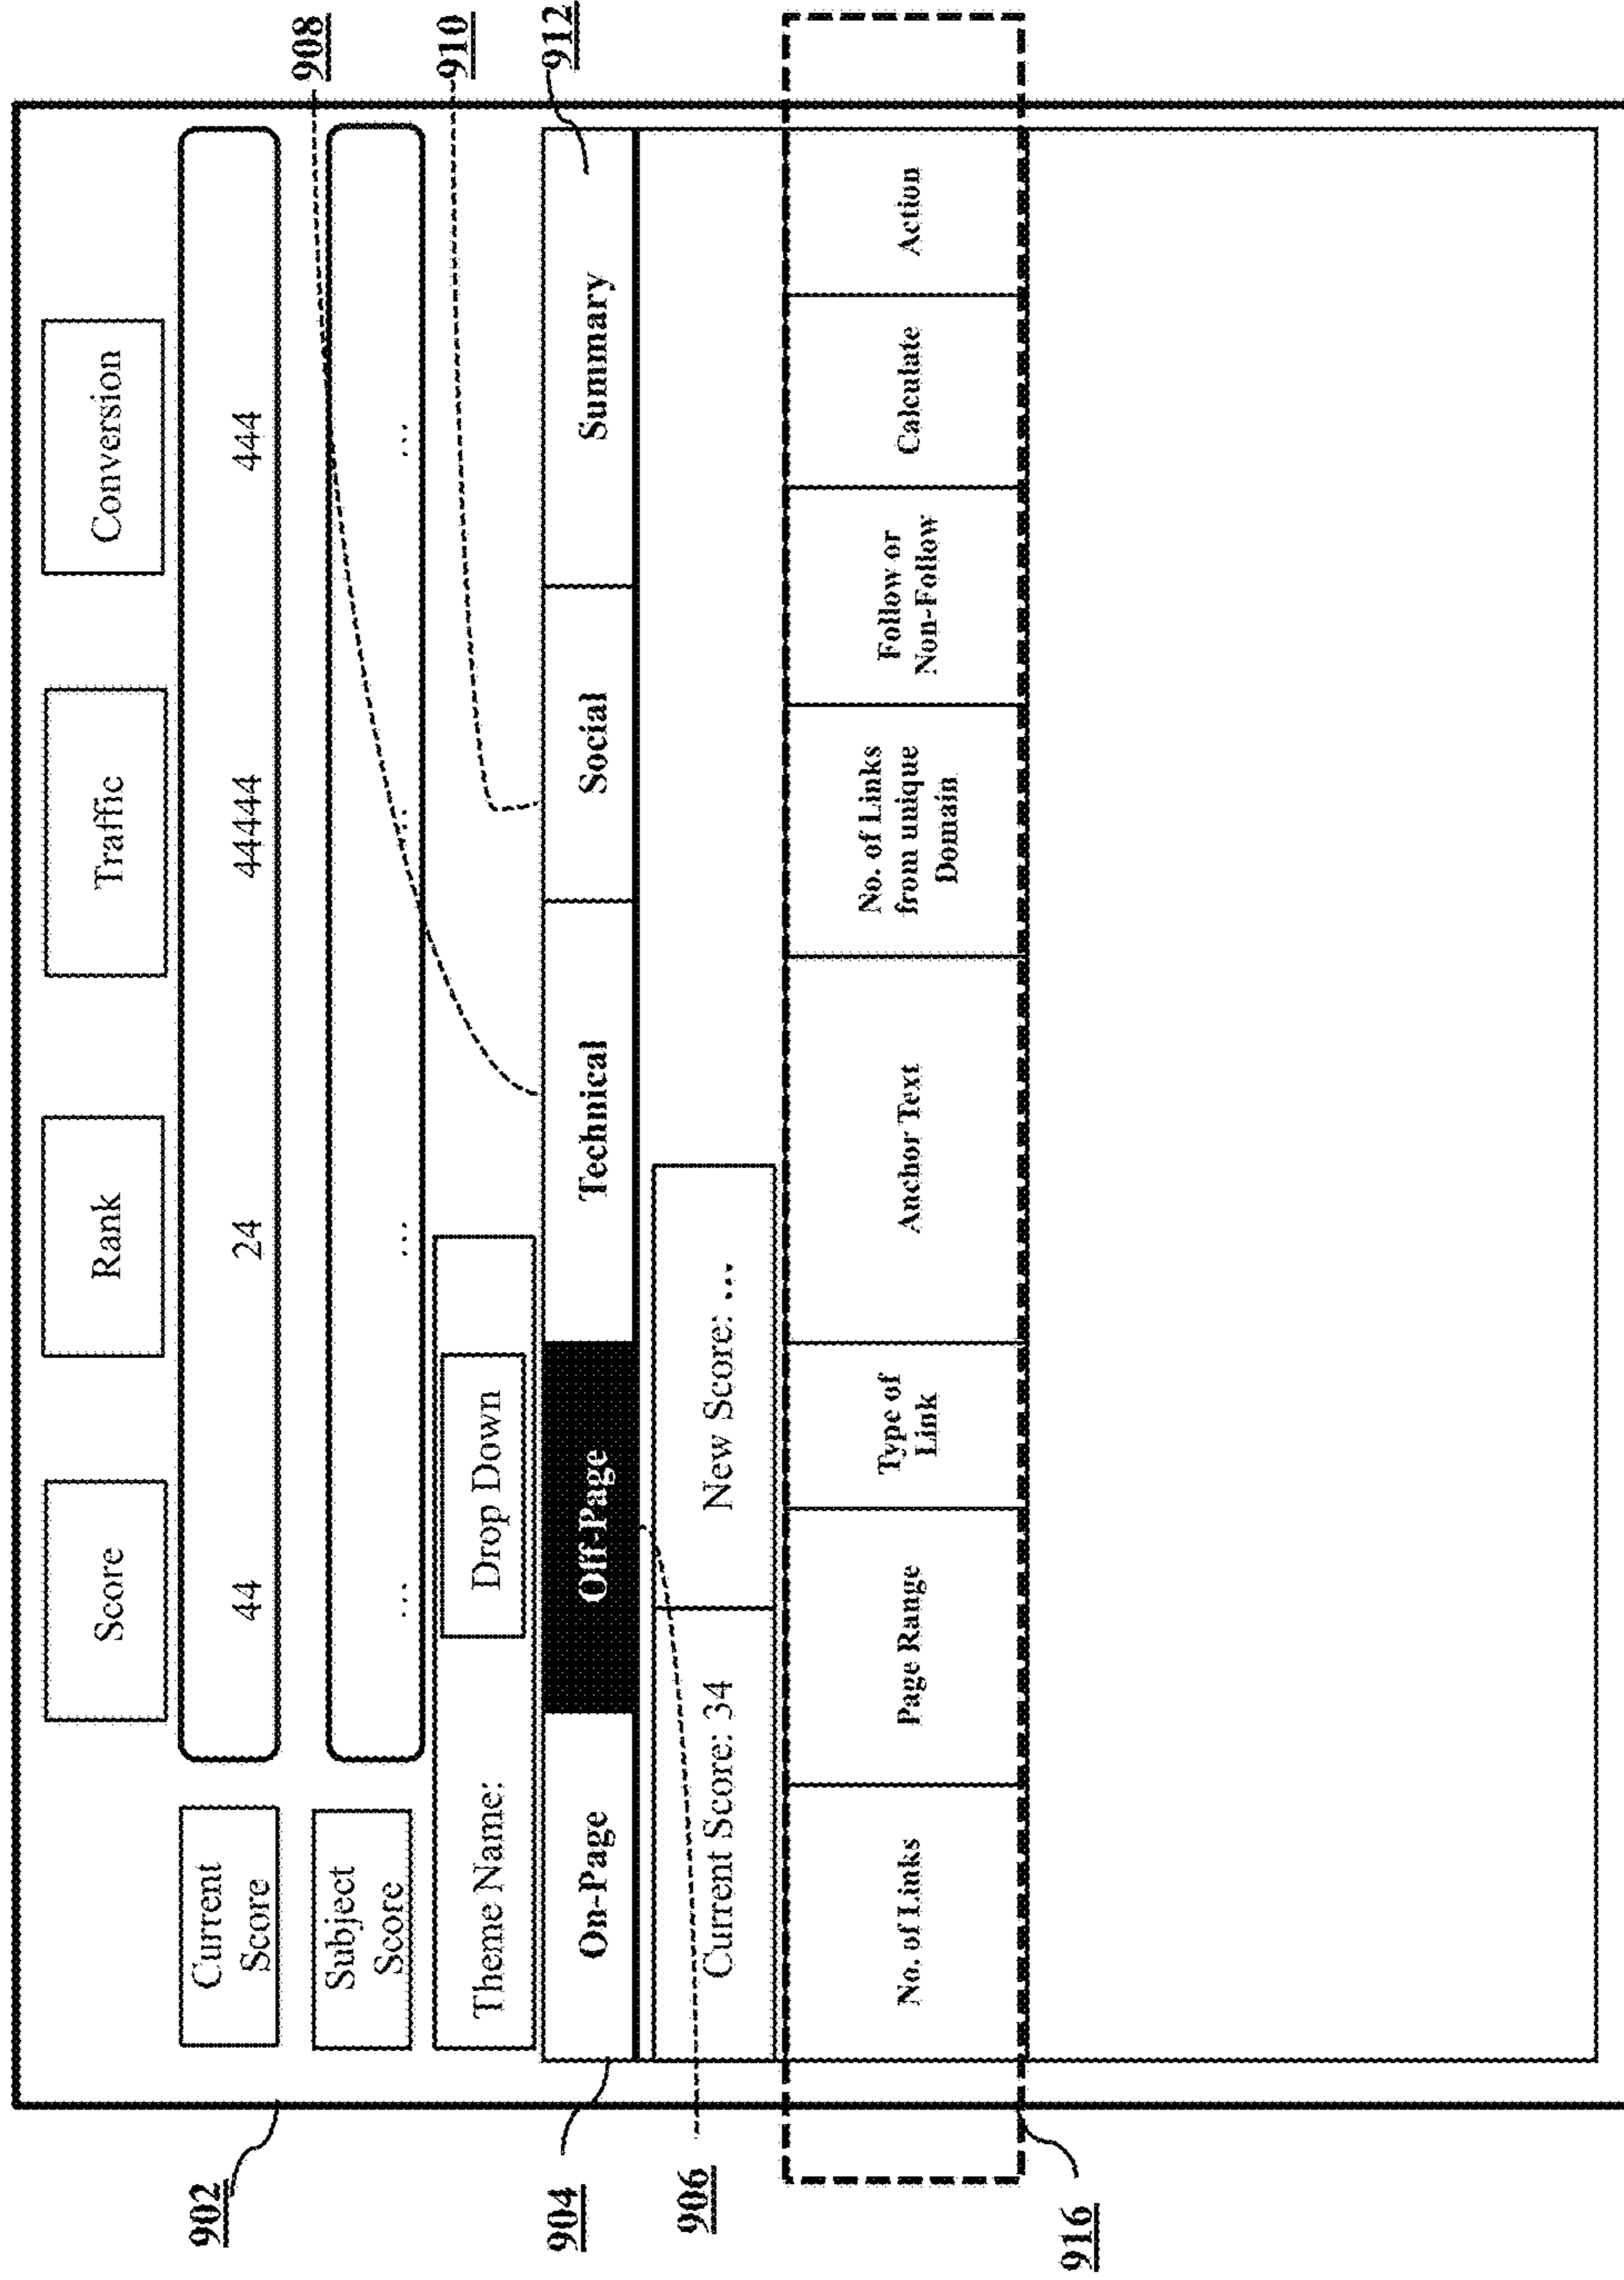 908
910
912
Score
Rank
Traffic
Conversion
Current
Score
44
24
44444
444
Subject
Score
...
...
...
...
Theme Name:
Drop Down
On-Page
Off-Page
Technical
Social
Summary
Current Score: 34
New Score: ...
No. of Links
Page Range
Type of
Link
Anchor Text
No. of Links
from unique
Domain
Follow or
Non-Follow
Calculate
Action
902
904
906
916